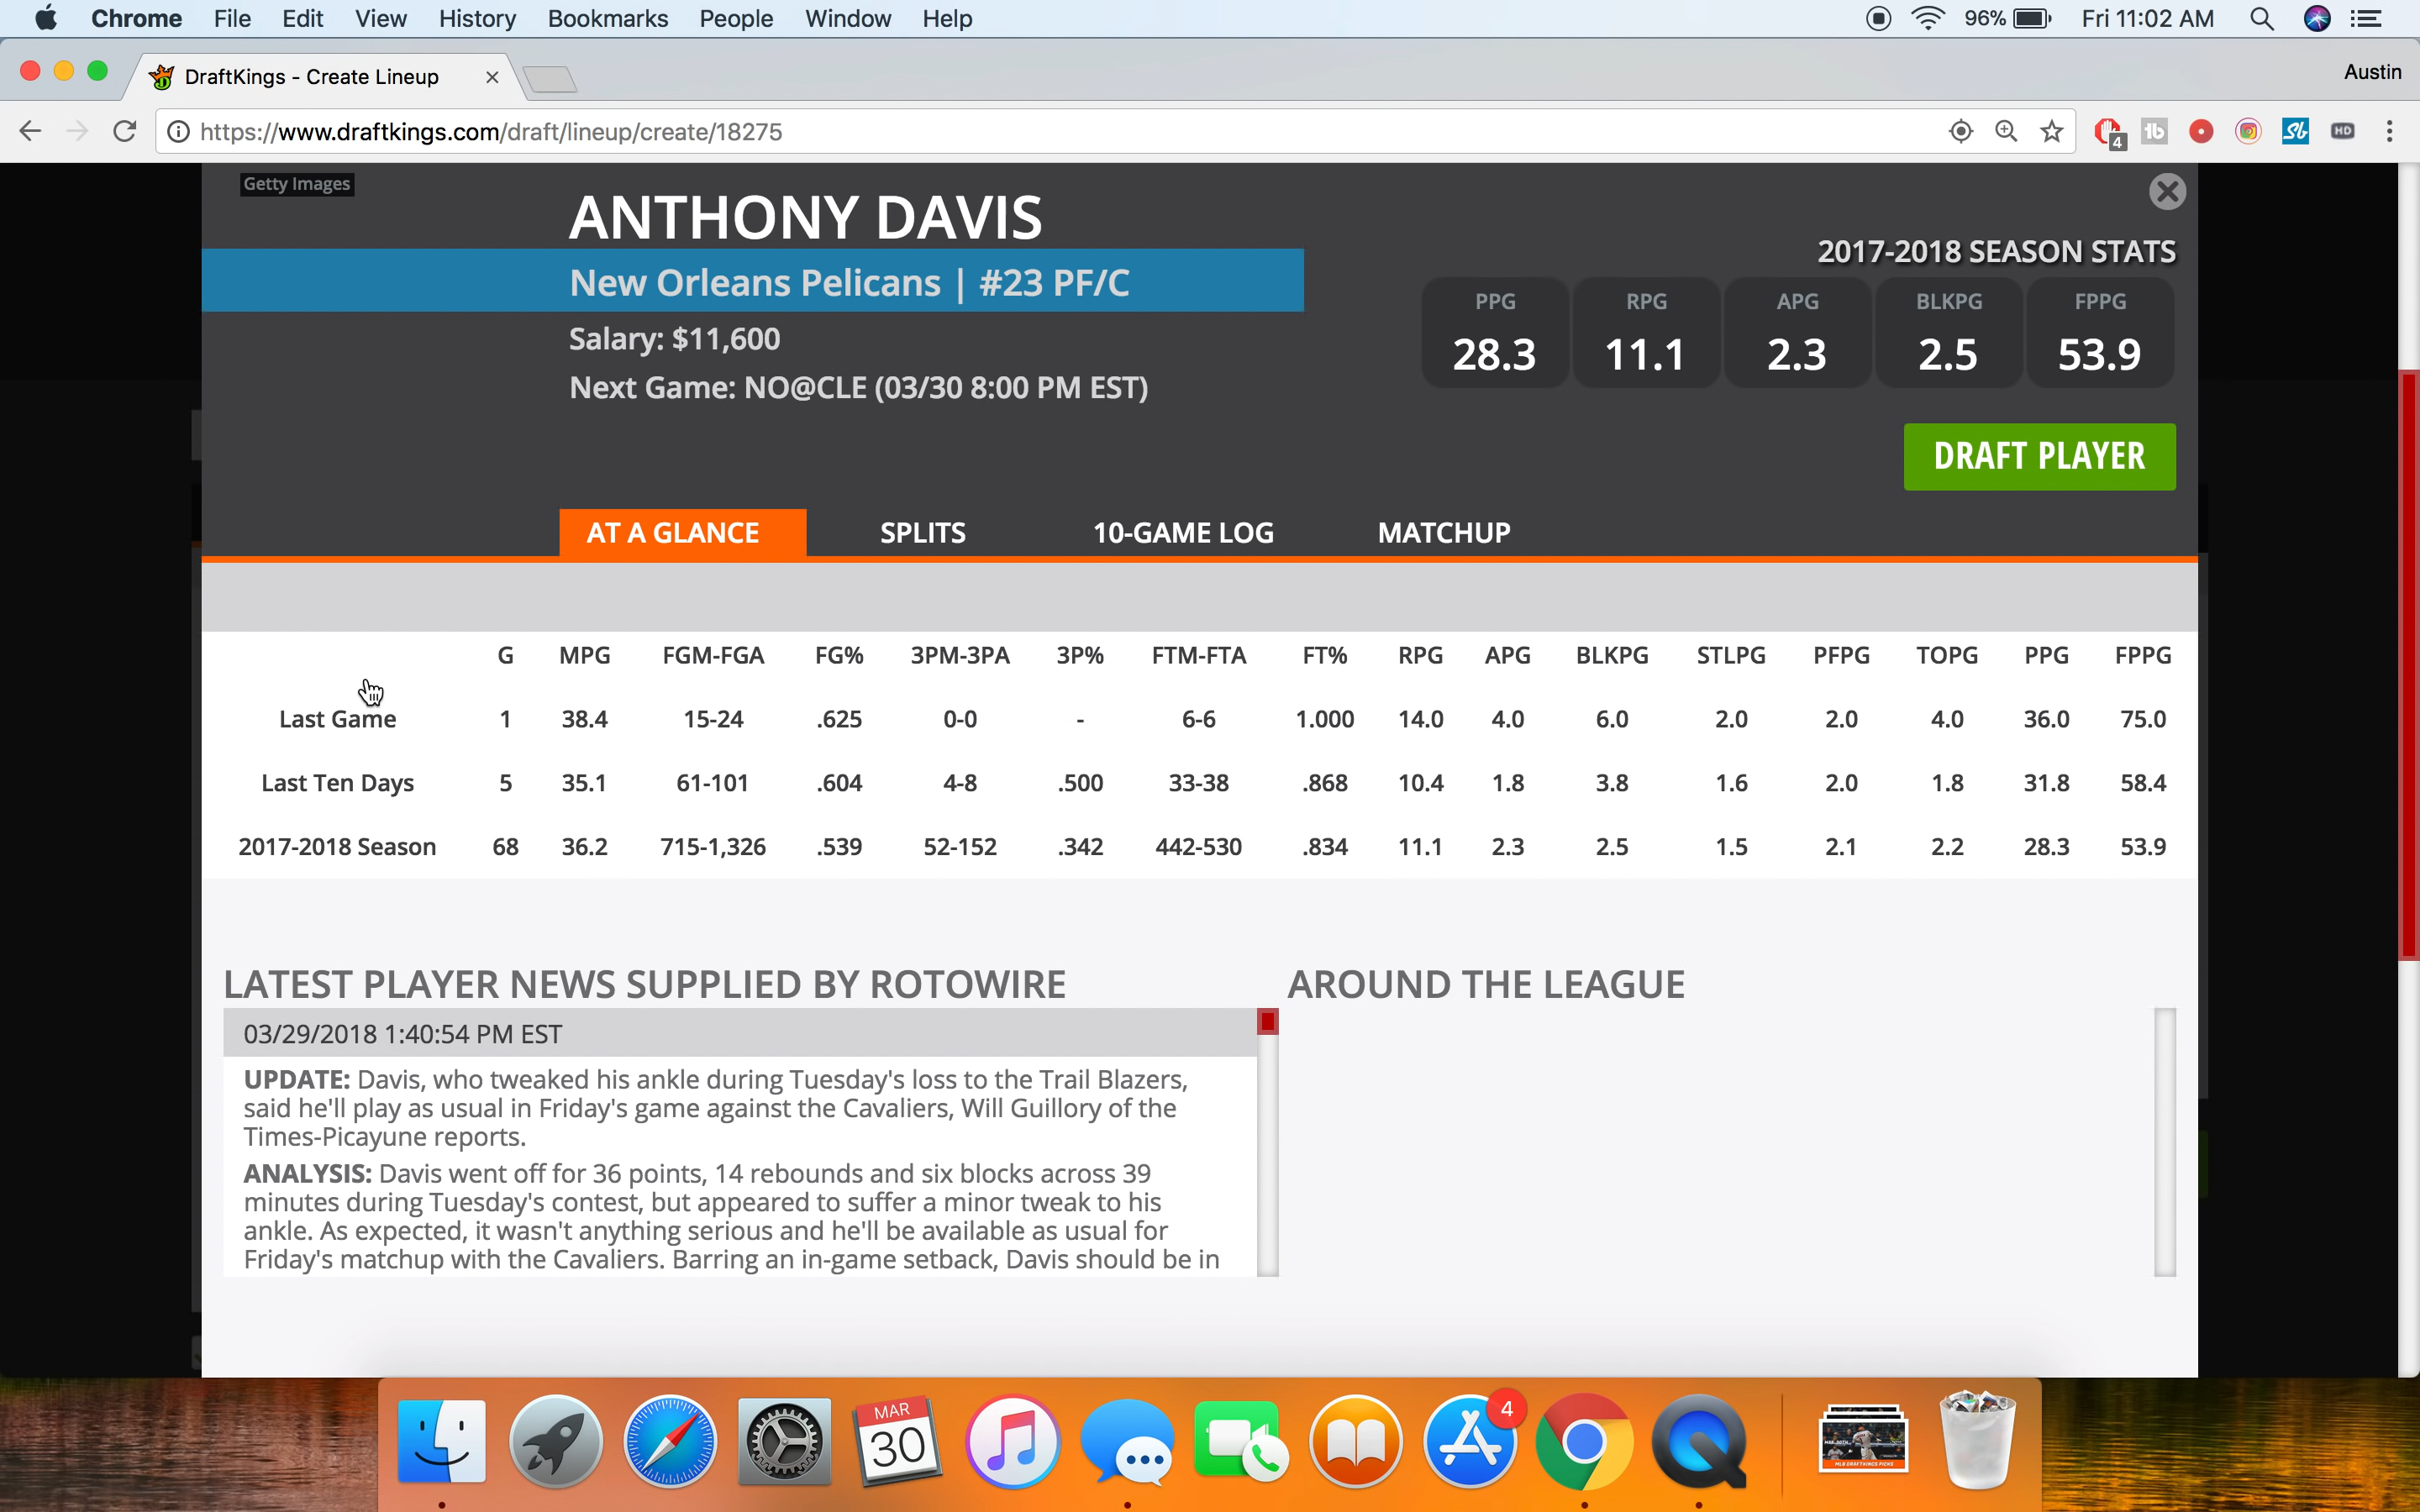 Chrome File Edit View History Bookmarks People Window Help 96% Fri 11:02 AM
DraftKings - Create Lineup
Austin
https://www.draftkings.com/draft/lineup/create/18275
4 tb Sb HD
Getty Images
ANTHONY DAVIS
New Orleans Pelicans | #23 PF/C
Salary: $11,600
Next Game: NO@CLE (03/30 8:00 PM EST)
2017-2018 SEASON STATS
PPG RPG APG BLKPG FPPG
28.3 11.1 2.3 2.5 53.9
DRAFT PLAYER
AT A GLANCE SPLITS 10-GAME LOG MATCHUP
G MPG FGM-FGA FG% 3PM-3PA 3P% FTM-FTA FT% RPG APG BLKPG STLPG PFPG TOPG PPG FPPG
Last Game 1 38.4 15-24 .625 0-0 - 6-6 1.000 14.0 4.0 6.0 2.0 2.0 4.0 36.0 75.0
Last Ten Days 5 35.1 61-101 .604 4-8 .500 33-38 .868 10.4 1.8 3.8 1.6 2.0 1.8 31.8 58.4
2017-2018 Season 68 36.2 715-1,326 .539 52-152 .342 442-530 .834 11.1 2.3 2.5 1.5 2.1 2.2 28.3 53.9
LATEST PLAYER NEWS SUPPLIED BY ROTOWIRE
AROUND THE LEAGUE
03/29/2018 1:40:54 PM EST
UPDATE: Davis, who tweaked his ankle during Tuesday's loss to the Trail Blazers,
said he'll play as usual in Friday's game against the Cavaliers, Will Guillory of the
Times-Picayune reports.
ANALYSIS: Davis went off for 36 points, 14 rebounds and six blocks across 39
minutes during Tuesday's contest, but appeared to suffer a minor tweak to his
ankle. As expected, it wasn't anything serious and he'll be available as usual for
Friday's matchup with the Cavaliers. Barring an in-game setback, Davis should be in
MAR
30
4
MLB DRAFTKINGS PICKS